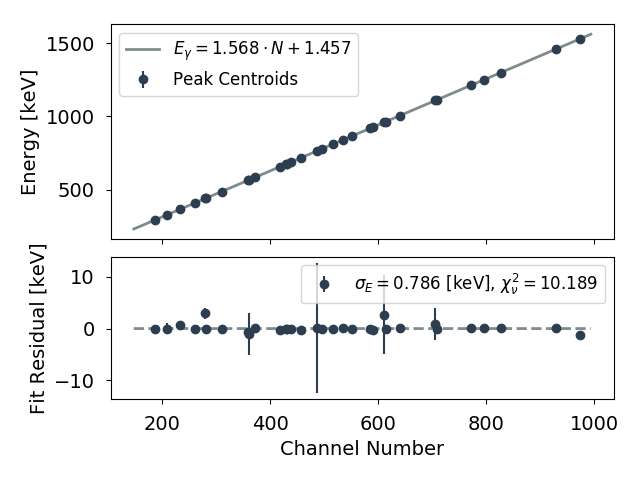 1500
1000
500
Energy [keV]
E_γ = 1.568 · N + 1.457
Peak Centroids
10
0
−10
Fit Residual [keV]
σ_E = 0.786 [keV], χ²_ν = 10.189
200 400 600 800 1000
Channel Number